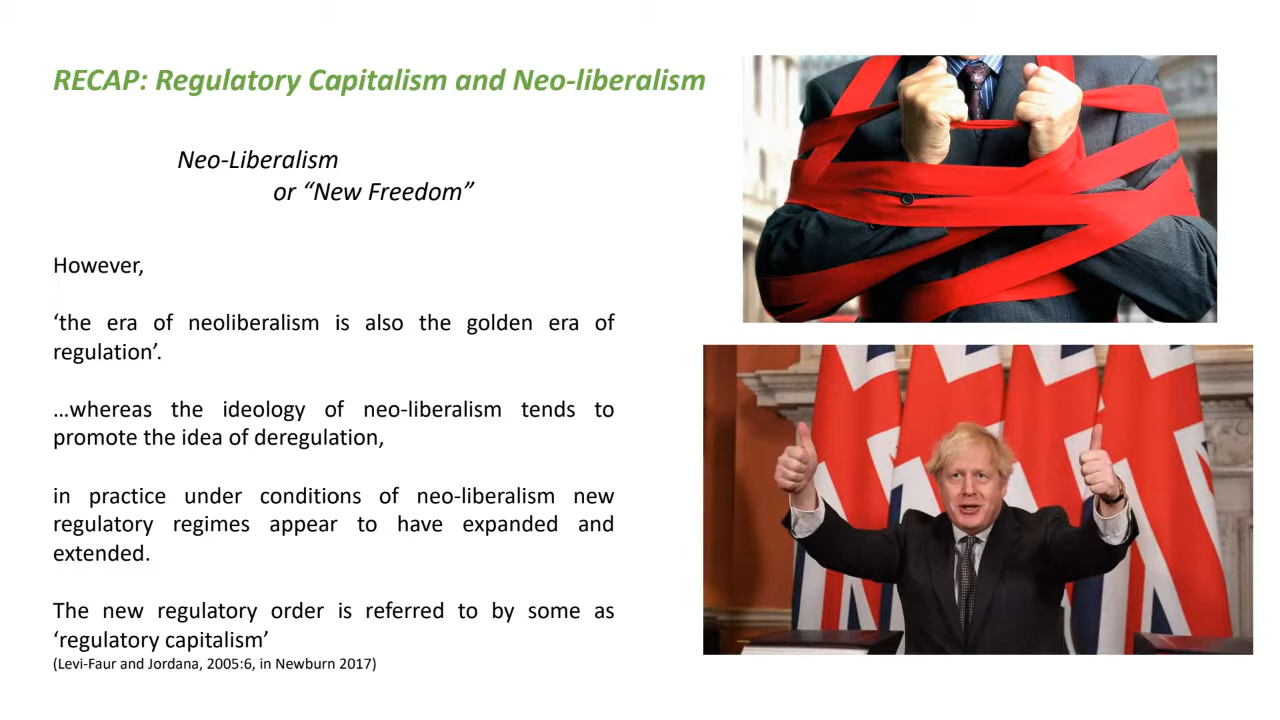 RECAP: Regulatory Capitalism and Neo-liberalism
Neo-Liberalism
or “New Freedom”
However,
‘the era of neoliberalism is also the golden era of
regulation’.
…whereas the ideology of neo-liberalism tends to
promote the idea of deregulation,
in practice under conditions of neo-liberalism new
regulatory regimes appear to have expanded and
extended.
The new regulatory order is referred to by some as
‘regulatory capitalism’
(Levi-Faur and Jordana, 2005:6, in Newburn 2017)